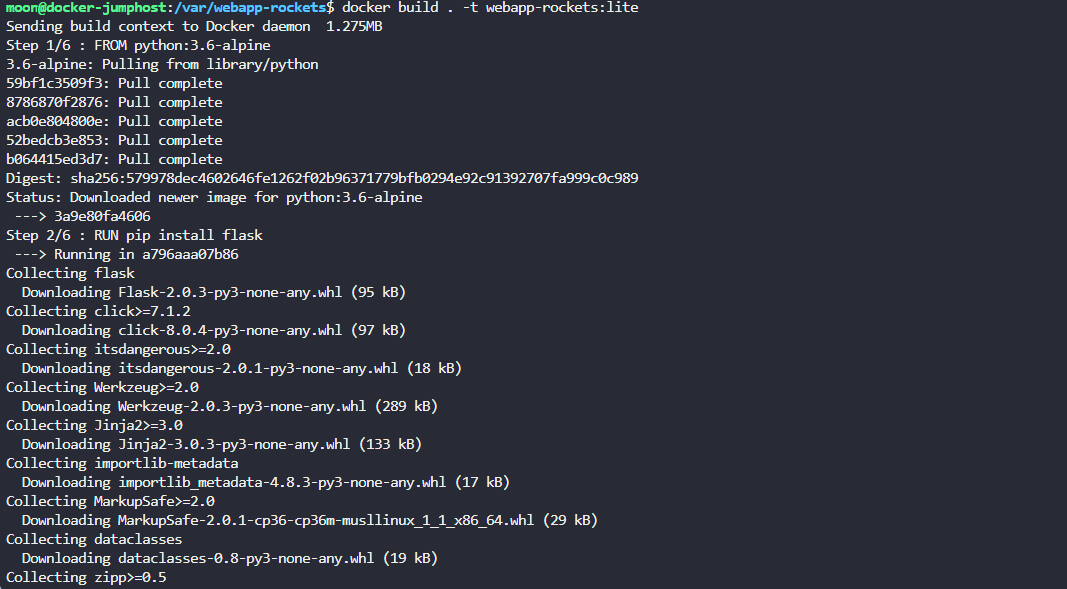 moon@docker-jumphost:/var/webapp-rockets$ docker build . -t webapp-rockets:lite
Sending build context to Docker daemon  1.275MB
Step 1/6 : FROM python:3.6-alpine
3.6-alpine: Pulling from library/python
59bf1c3509f3: Pull complete
8786870f2876: Pull complete
acb0e804800e: Pull complete
52bedcb3e853: Pull complete
b064415ed3d7: Pull complete
Digest: sha256:579978dec4602646fe1262f02b96371779bfb0294e92c91392707fa999c0c989
Status: Downloaded newer image for python:3.6-alpine
 ---> 3a9e80fa4606
Step 2/6 : RUN pip install flask
 ---> Running in a796aaa07b86
Collecting flask
  Downloading Flask-2.0.3-py3-none-any.whl (95 kB)
Collecting click>=7.1.2
  Downloading click-8.0.4-py3-none-any.whl (97 kB)
Collecting itsdangerous>=2.0
  Downloading itsdangerous-2.0.1-py3-none-any.whl (18 kB)
Collecting Werkzeug>=2.0
  Downloading Werkzeug-2.0.3-py3-none-any.whl (289 kB)
Collecting Jinja2>=3.0
  Downloading Jinja2-3.0.3-py3-none-any.whl (133 kB)
Collecting importlib-metadata
  Downloading importlib_metadata-4.8.3-py3-none-any.whl (17 kB)
Collecting MarkupSafe>=2.0
  Downloading MarkupSafe-2.0.1-cp36-cp36m-musllinux_1_1_x86_64.whl (29 kB)
Collecting dataclasses
  Downloading dataclasses-0.8-py3-none-any.whl (19 kB)
Collecting zipp>=0.5